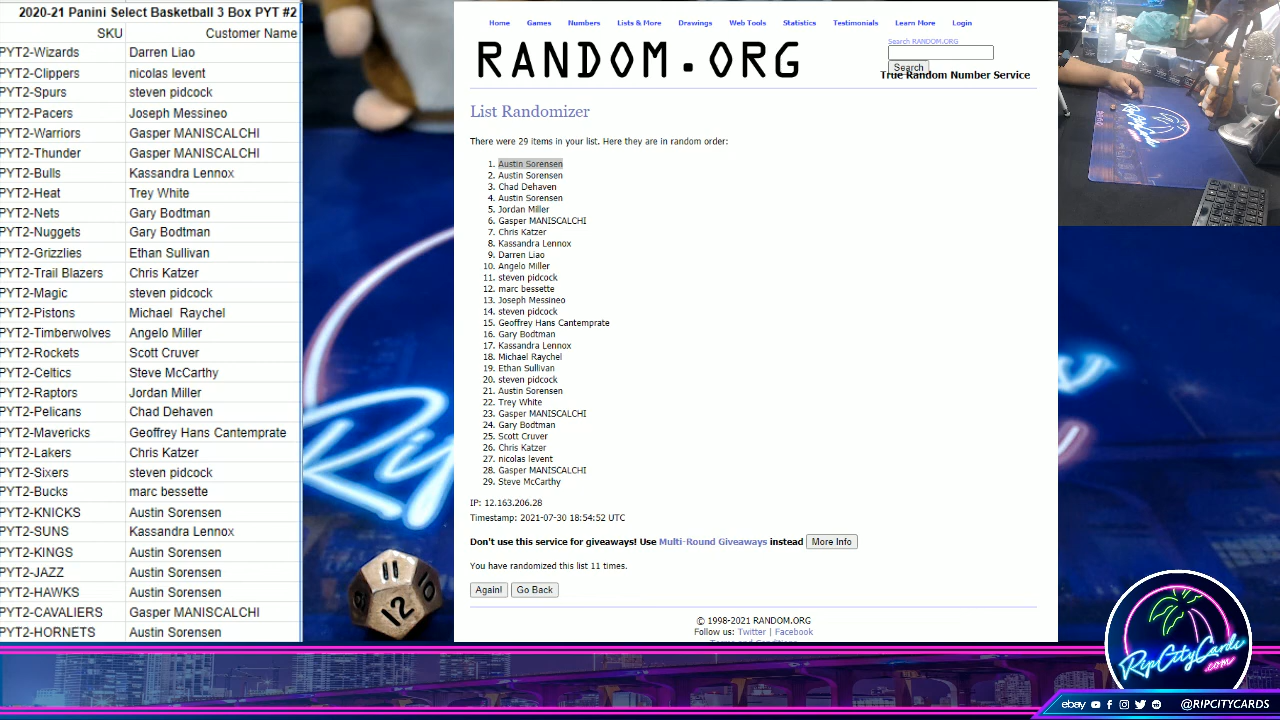 2020-21 Panini Select Basketball 3 Box PYT #2
SKU Customer Name
PYT2-Wizards Darren Liao
PYT2-Clippers nicolas levent
PYT2-Spurs steven pidcock
PYT2-Pacers Joseph Messineo
PYT2-Warriors Gasper MANISCALCHI
PYT2-Thunder Gasper MANISCALCHI
PYT2-Bulls Kassandra Lennox
PYT2-Heat Trey White
PYT2-Nets Gary Bodtman
PYT2-Nuggets Gary Bodtman
PYT2-Grizzlies Ethan Sullivan
PYT2-Trail Blazers Chris Katzer
PYT2-Magic steven pidcock
PYT2-Pistons Michael  Raychel
PYT2-Timberwolves Angelo Miller
PYT2-Rockets Scott Cruver
PYT2-Celtics Steve McCarthy
PYT2-Raptors Jordan Miller
PYT2-Pelicans Chad Dehaven
PYT2-Mavericks Geoffrey Hans Cantemprate
PYT2-Lakers Chris Katzer
PYT2-Sixers steven pidcock
PYT2-Bucks marc bessette
PYT2-KNICKS Austin Sorensen
PYT2-SUNS Kassandra Lennox
PYT2-KINGS Austin Sorensen
PYT2-JAZZ Austin Sorensen
PYT2-HAWKS Austin Sorensen
PYT2-CAVALIERS Gasper MANISCALCHI
PYT2-HORNETS Austin Sorensen
Home Games Numbers Lists & More Drawings Web Tools Statistics Testimonials Learn More Login
RANDOM.ORG
Search RANDOM.ORG
Search
True Random Number Service
List Randomizer
There were 29 items in your list. Here they are in random order:
1. Austin Sorensen
2. Austin Sorensen
3. Chad Dehaven
4. Austin Sorensen
5. Jordan Miller
6. Gasper MANISCALCHI
7. Chris Katzer
8. Kassandra Lennox
9. Darren Liao
10. Angelo Miller
11. steven pidcock
12. marc bessette
13. Joseph Messineo
14. steven pidcock
15. Geoffrey Hans Cantemprate
16. Gary Bodtman
17. Kassandra Lennox
18. Michael Raychel
19. Ethan Sullivan
20. steven pidcock
21. Austin Sorensen
22. Trey White
23. Gasper MANISCALCHI
24. Gary Bodtman
25. Scott Cruver
26. Chris Katzer
27. nicolas levent
28. Gasper MANISCALCHI
29. Steve McCarthy
IP: 12.163.206.28
Timestamp: 2021-07-30 18:54:52 UTC
Don't use this service for giveaways! Use Multi-Round Giveaways instead More Info
You have randomized this list 11 times.
Again! Go Back
© 1998-2021 RANDOM.ORG
Follow us: Twitter | Facebook
11
12
RipCityCards
.com
ebay @RIPCITYCARDS